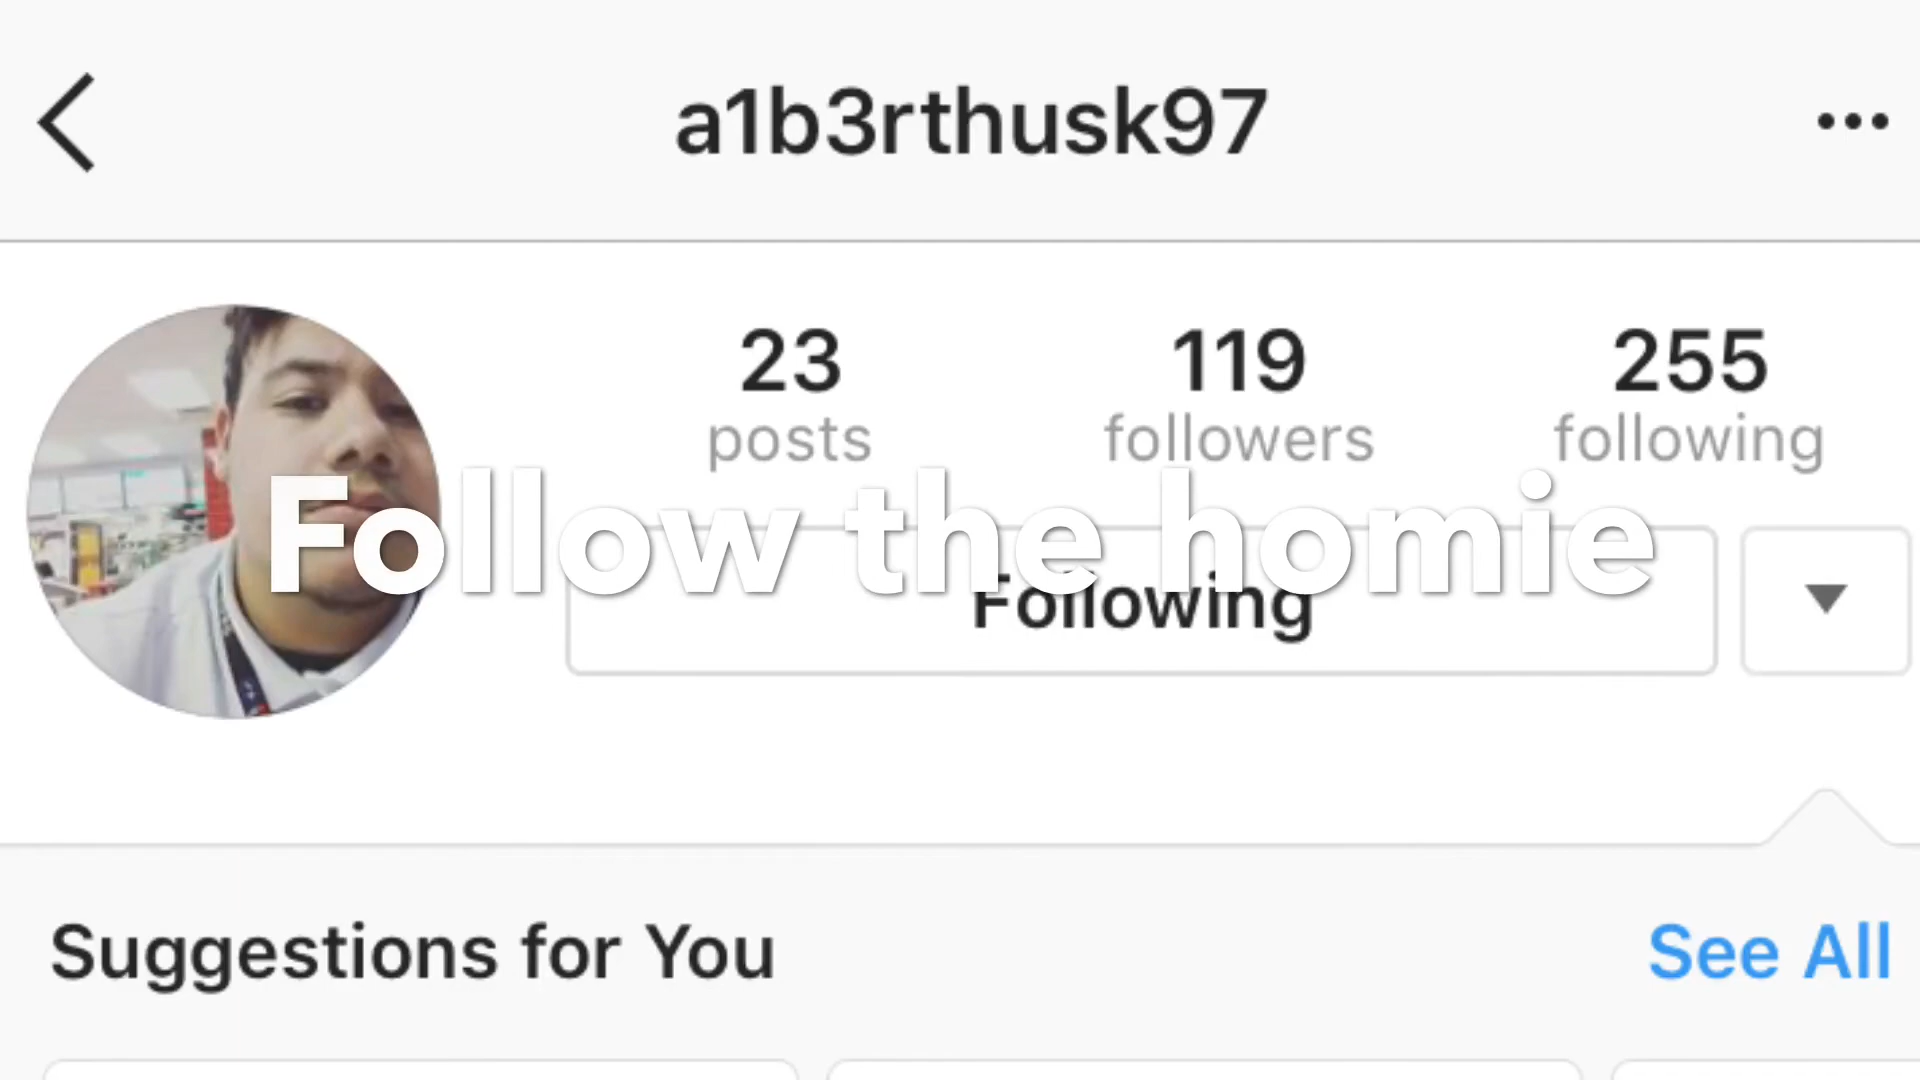 a1b3rthusk97
23 119 255
posts followers following
Follow the homie
Following
Suggestions for You See All